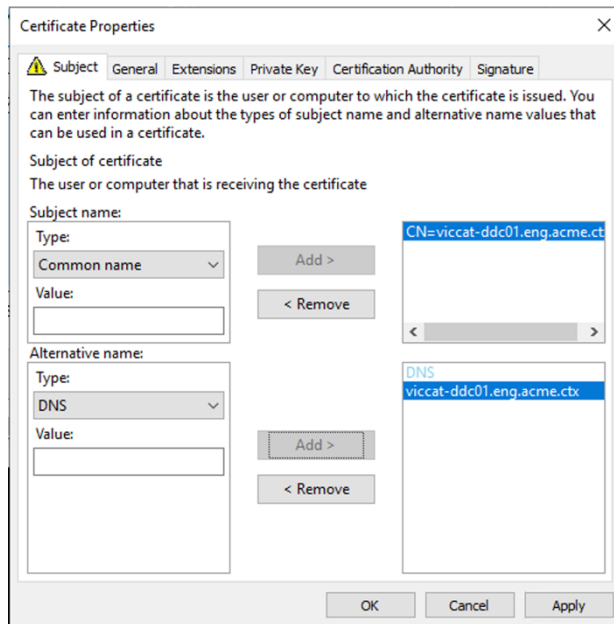 Certificate Properties
Subject
General
Extensions
Private Key
Certification Authority
Signature
The subject of a certificate is the user or computer to which the certificate is issued. You
can enter information about the types of subject name and alternative name values that
can be used in a certificate.
Subject of certificate
The user or computer that is receiving the certificate
Subject name:
Type:
Common name
Value:
Add >
< Remove
CN=viccat-ddc01.eng.acme.ct
Alternative name:
Type:
DNS
Value:
Add >
< Remove
DNS
viccat-ddc01.eng.acme.ctx
OK
Cancel
Apply